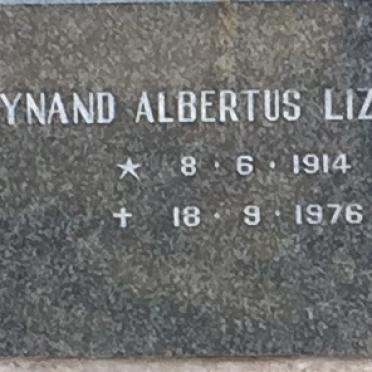 YNAND ALBERTUS LIZ
★ 8 · 6 · 1914
✝ 18 · 9 · 1976